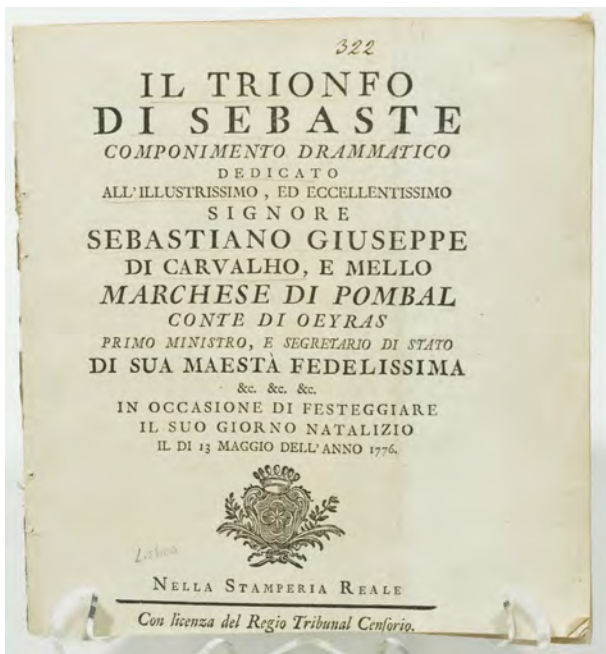 322
IL TRIONFO
DI SEBASTE
COMPONIMENTO DRAMMATICO
DEDICATO
ALL'ILLUSTRISSIMO, ED ECCELLENTISSIMO
SIGNORE
SEBASTIANO GIUSEPPE
DI CARVALHO, E MELLO
MARCHESE DI POMBAL
CONTE DI OEYRAS
PRIMO MINISTRO, E SEGRETARIO DI STATO
DI SUA MAESTÀ FEDELISSIMA
&c. &c. &c.
IN OCCASIONE DI FESTEGGIARE
IL SUO GIORNO NATALIZIO
IL DI 13 MAGGIO DELL'ANNO 1776.
Lisboa
NELLA STAMPERIA REALE
Con licenza del Regio Tribunal Cenſorio.